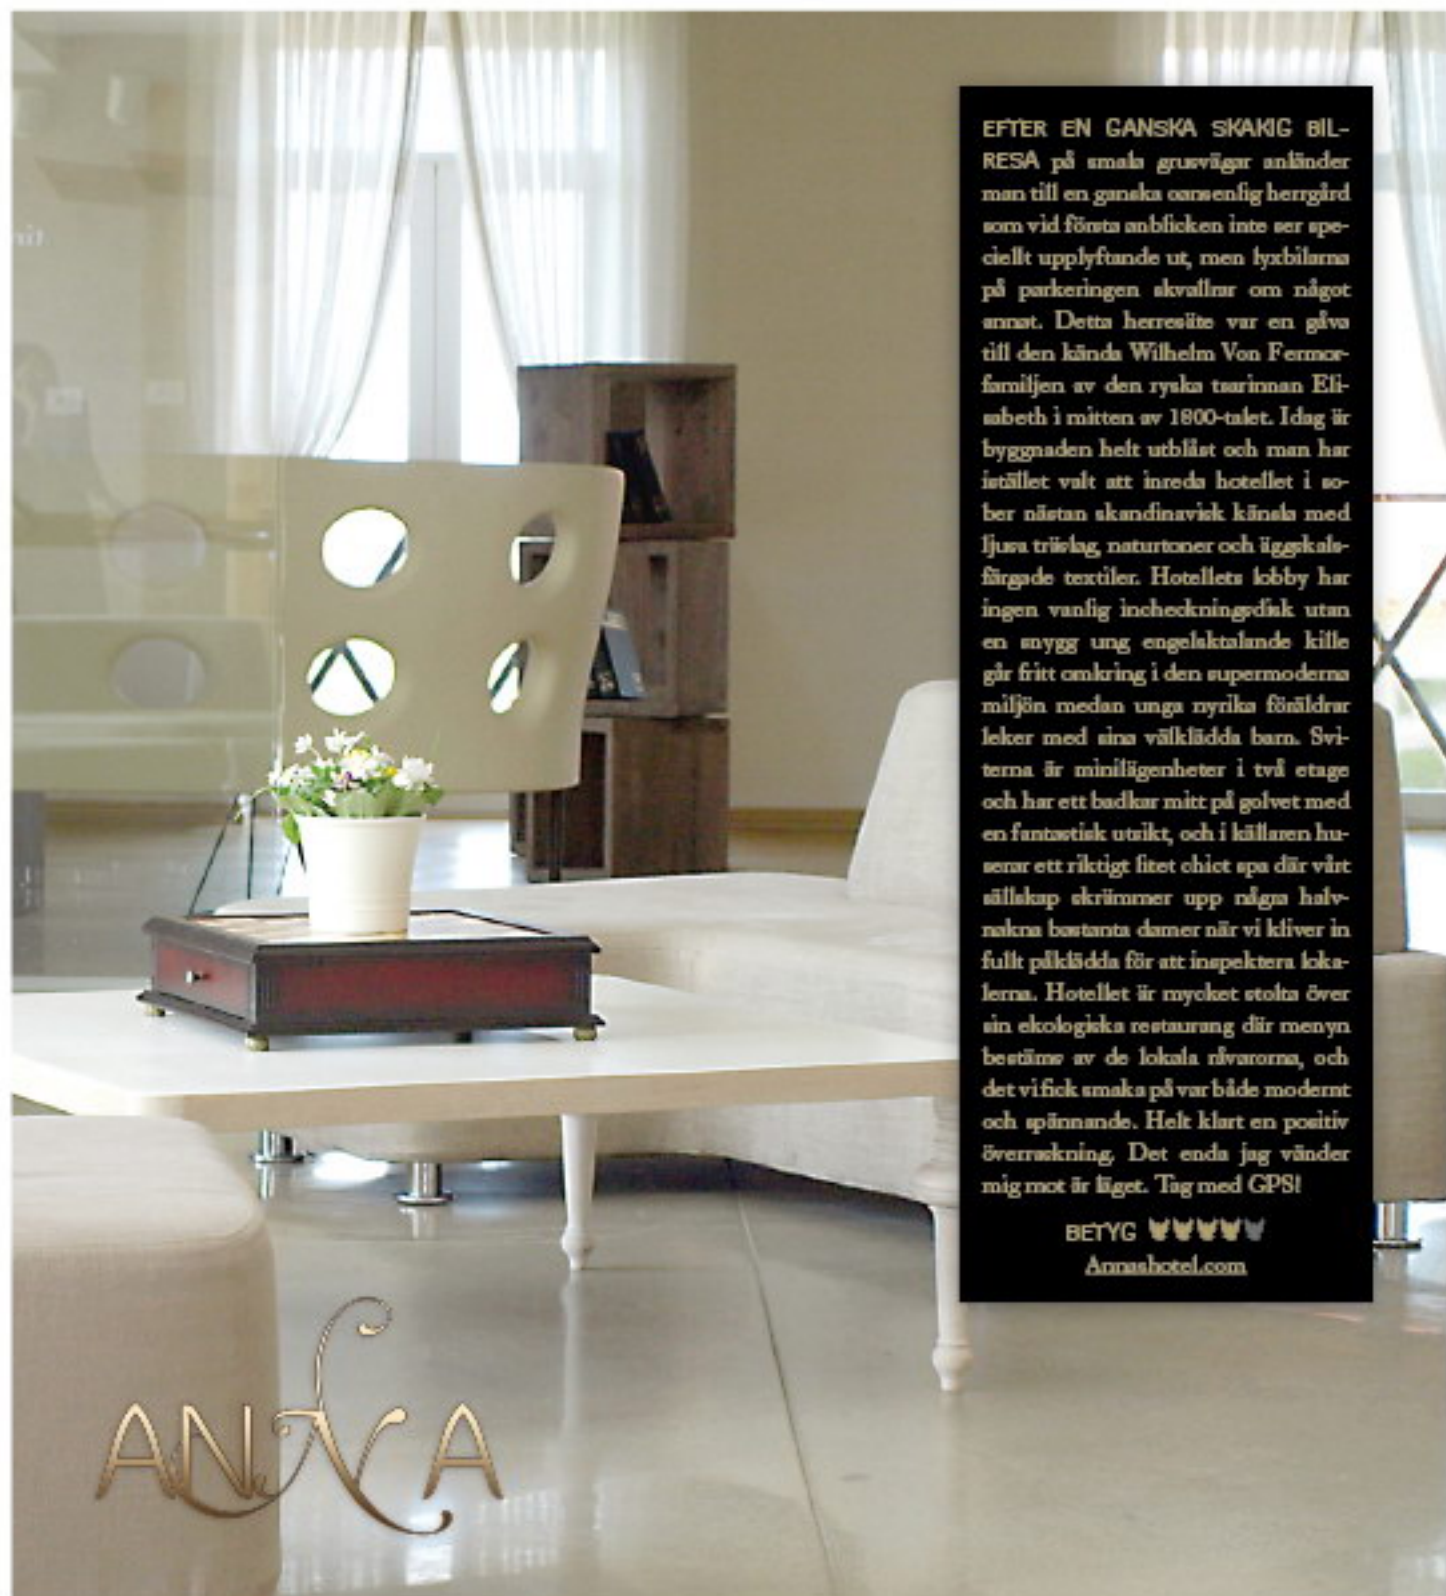 EFTER EN GANSKA SKAKIG BIL-
RESA på smala grusvägar anländer
man till en ganska oansenlig herrgård
som vid första anblicken inte ser spe-
ciellt upplyftande ut, men lyxbilarna
på parkeringen skvallrar om något
annat. Detta herresäte var en gåva
till den kända Wilhelm Von Fermor-
familjen av den ryska tsarinnan Eli-
sabeth i mitten av 1800-talet. Idag är
byggnaden helt utblåst och man har
istället valt att inreda hotellet i so-
ber nästan skandinavisk känsla med
ljusa träslag, naturtoner och äggskals-
färgade textiler. Hotellets lobby har
ingen vanlig incheckningsdisk utan
en snygg ung engelsktalande kille
går fritt omkring i den supermoderna
miljön medan unga nyrika föräldrar
leker med sina välklädda barn. Svi-
terna är minilägenheter i två etage
och har ett badkar mitt på golvet med
en fantastisk utsikt, och i källaren hu-
serar ett riktigt litet chict spa där vårt
sällskap skrämmer upp några halv-
nakna bastanta damer när vi kliver in
fullt påklädda för att inspektera loka-
lerna. Hotellet är mycket stolta över
sin ekologiska restaurang där menyn
bestäms av de lokala råvarorna, och
det vi fick smaka på var både modernt
och spännande. Helt klart en positiv
överraskning. Det enda jag vänder
mig mot är läget. Tag med GPS!
BETYG
Annashotel.com
ANNA